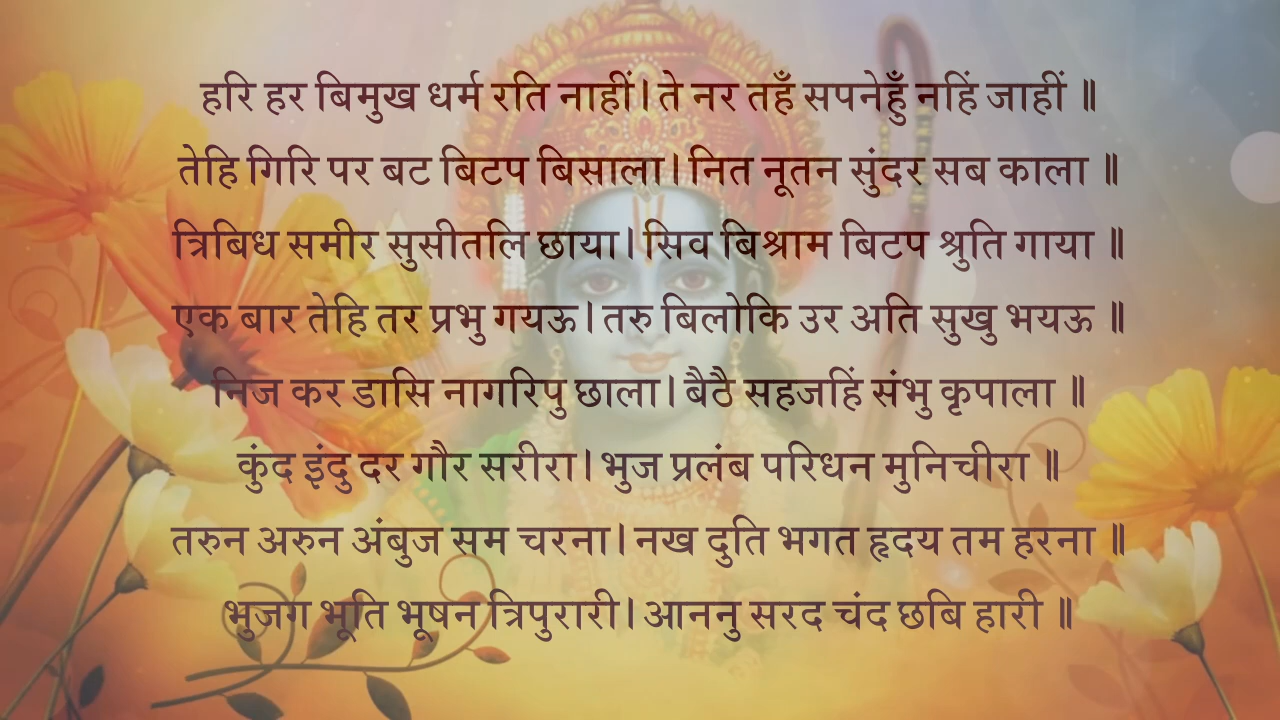 हरि हर बिमुख धर्म रति नाहीं। ते नर तहँ सपनेहुँ नहिं जाहीं ॥
तेहि गिरि पर बट बिटप बिसाला। नित नूतन सुंदर सब काला ॥
त्रिबिध समीर सुसीतलि छाया। सिव बिश्राम बिटप श्रुति गाया ॥
एक बार तेहि तर प्रभु गयऊ। तरु बिलोकि उर अति सुखु भयऊ ॥
निज कर डासि नागरिपु छाला। बैठै सहजहिं संभु कृपाला ॥
कुंद इंदु दर गौर सरीरा। भुज प्रलंब परिधन मुनिचीरा ॥
तरुन अरुन अंबुज सम चरना। नख दुति भगत हृदय तम हरना ॥
भुजग भूति भूषन त्रिपुरारी। आननु सरद चंद छबि हारी ॥